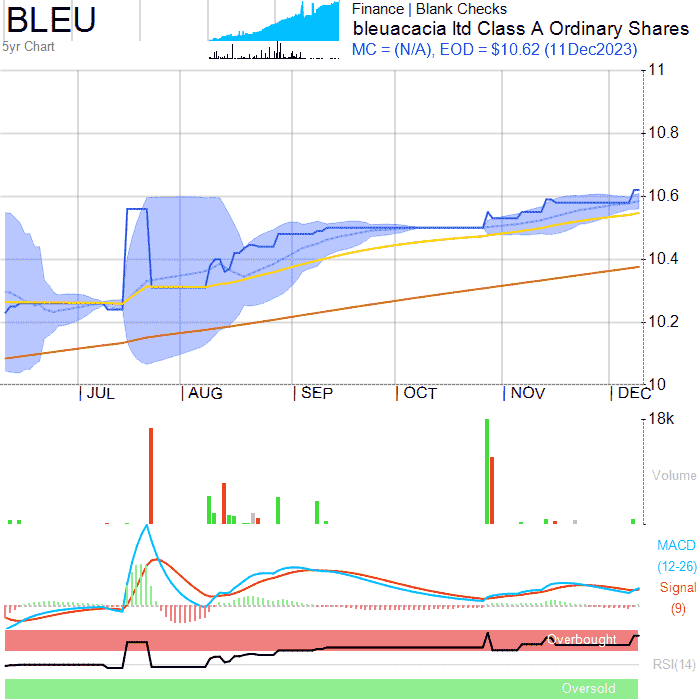 BLEU
5yr Chart
Finance | Blank Checks
bleuacacia ltd Class A Ordinary Shares
MC = (N/A), EOD = $10.62 (11Dec2023)
11
10.8
10.6
10.4
10.2
10
JUL AUG SEP OCT NOV DEC
18k
Volume
MACD
(12-26)
Signal
(9)
Overbought
RSI(14)
Oversold